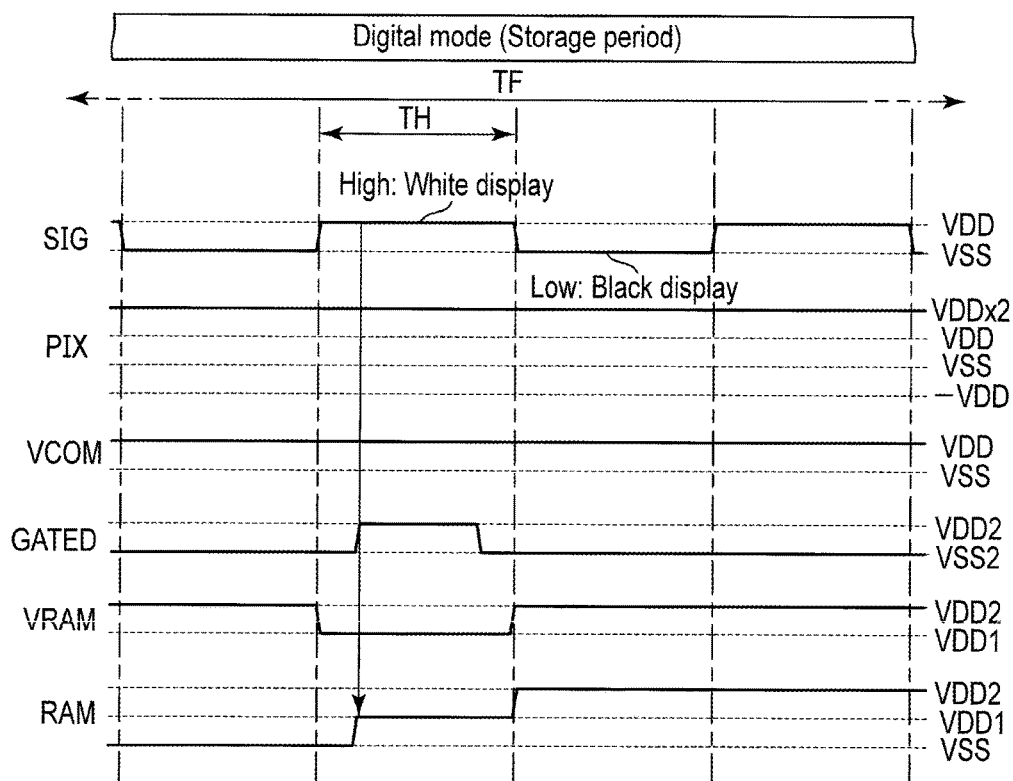 Digital mode (Storage period)
TF
TH
High: White display
SIG
VDD
VSS
Low: Black display
PIX
VDDx2
VDD
VSS
−VDD
VCOM
VDD
VSS
GATED
VDD2
VSS2
VRAM
VDD2
VDD1
RAM
VDD2
VDD1
VSS